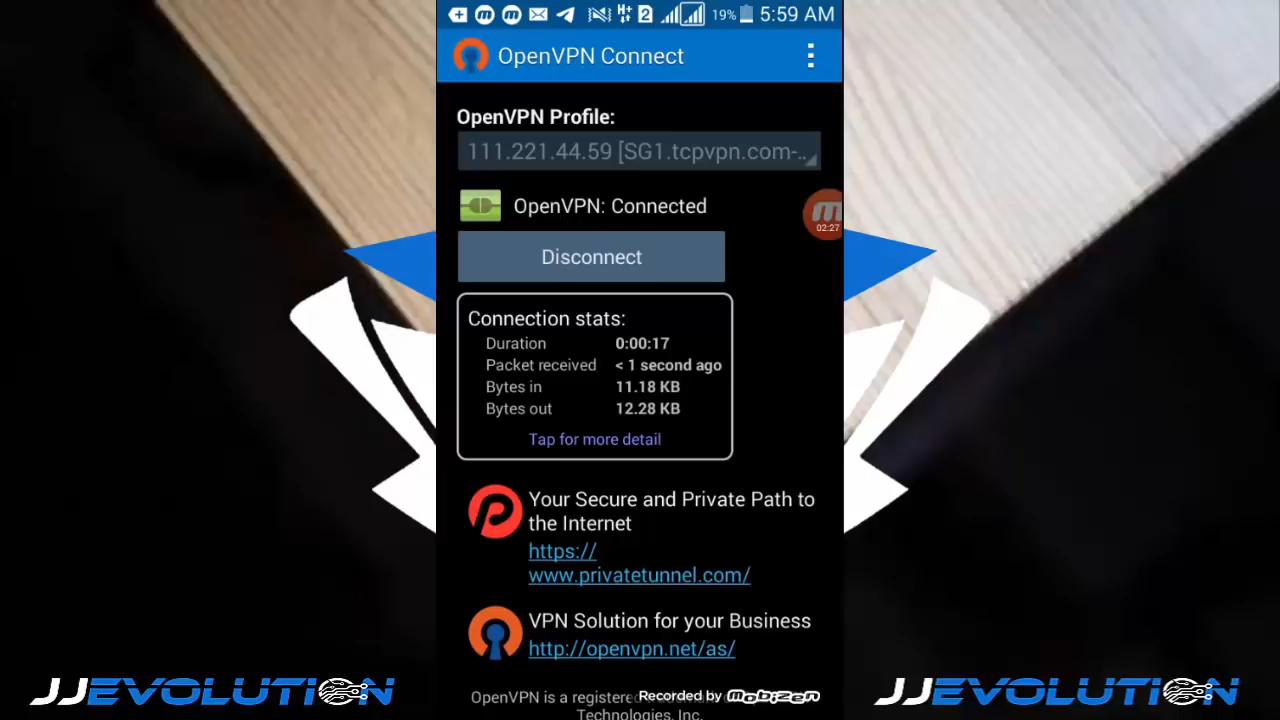 2 19% 5:59 AM
OpenVPN Connect
OpenVPN Profile:
111.221.44.59 [SG1.tcpvpn.com-..
OpenVPN: Connected
02:27
Disconnect
Connection stats:
Duration 0:00:17
Packet received < 1 second ago
Bytes in 11.18 KB
Bytes out 12.28 KB
Tap for more detail
Your Secure and Private Path to
the Internet
https://
www.privatetunnel.com/
VPN Solution for your Business
http://openvpn.net/as/
OpenVPN is a registere
Recorded by mobizen
Technologies, Inc.
JJEVOLUTION
JJEVOLUTION